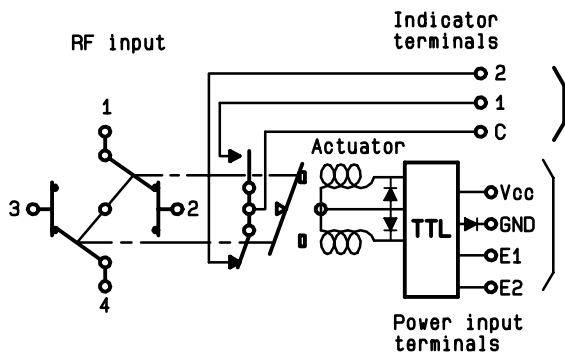 RF input
Indicator
terminals
2
1
C
1
Actuator
3
2
4
TTL
Vcc
GND
E1
E2
Power input
terminals